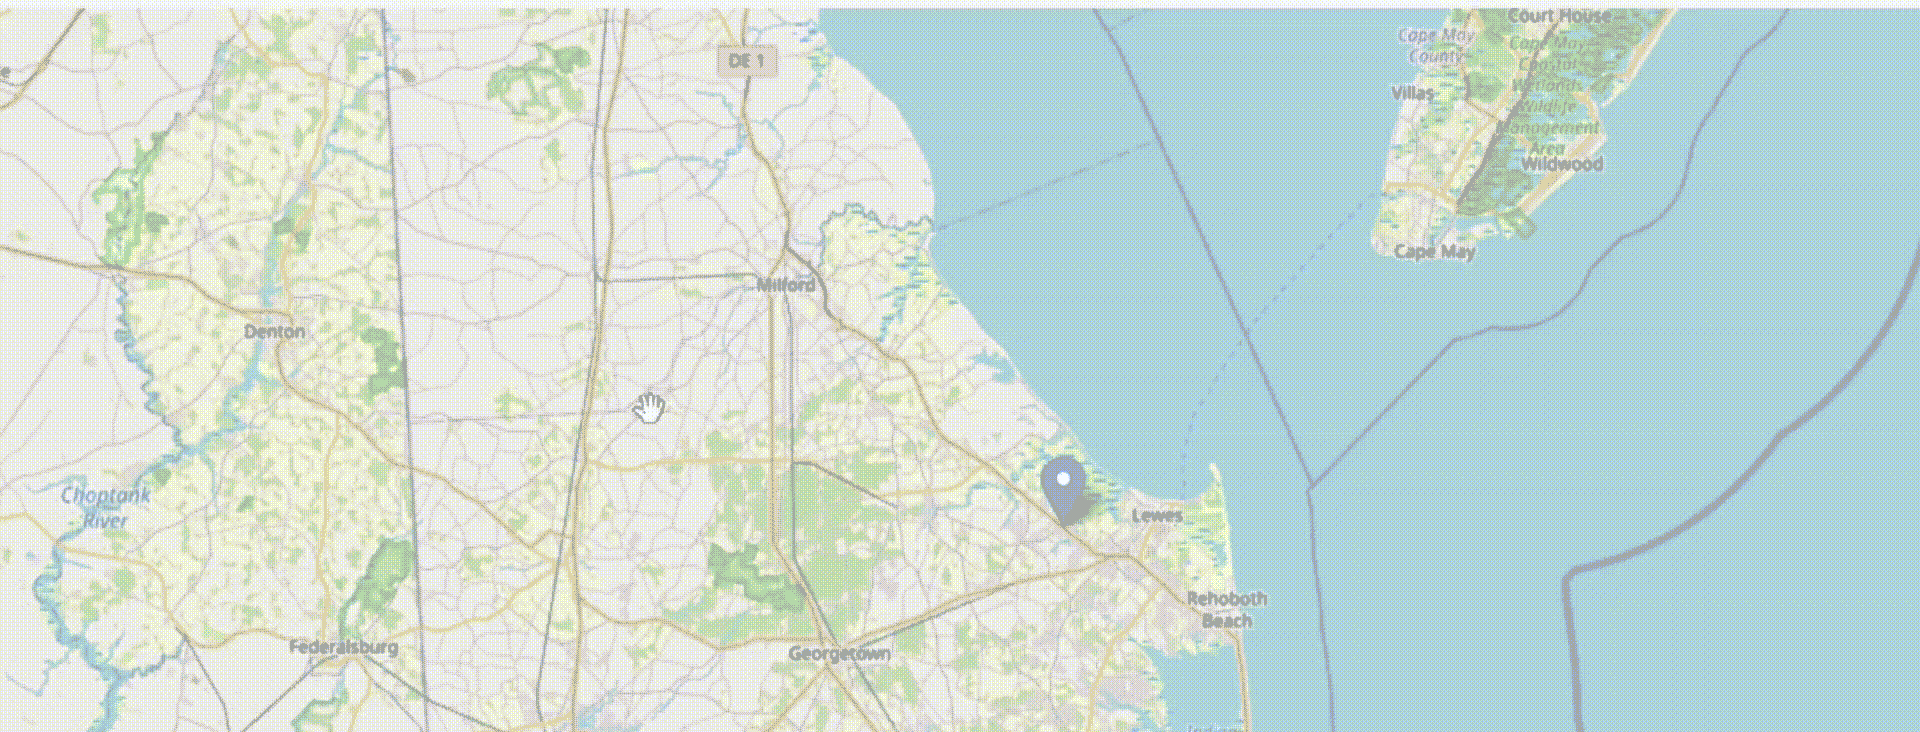 Court House
Cape May
County
Cape May
Coastal
Wetlands
Wildlife
Management
Area
Villas
Wildwood
DE 1
e
Cape May
Milford
Denton
Choptank
River
Lewes
Rehoboth
Beach
Federalsburg
Georgetown